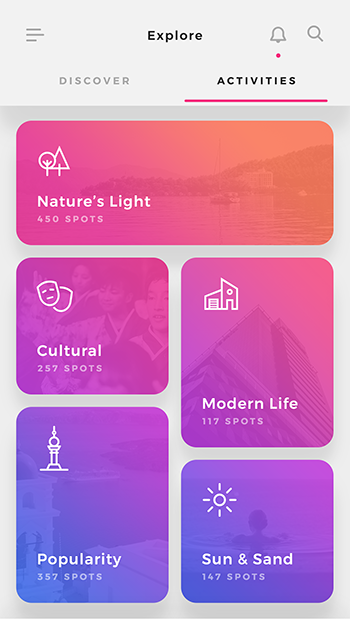 Explore
DISCOVER
ACTIVITIES
Nature's Light
450 SPOTS
Cultural
257 SPOTS
Modern Life
117 SPOTS
Popularity
357 SPOTS
Sun & Sand
147 SPOTS